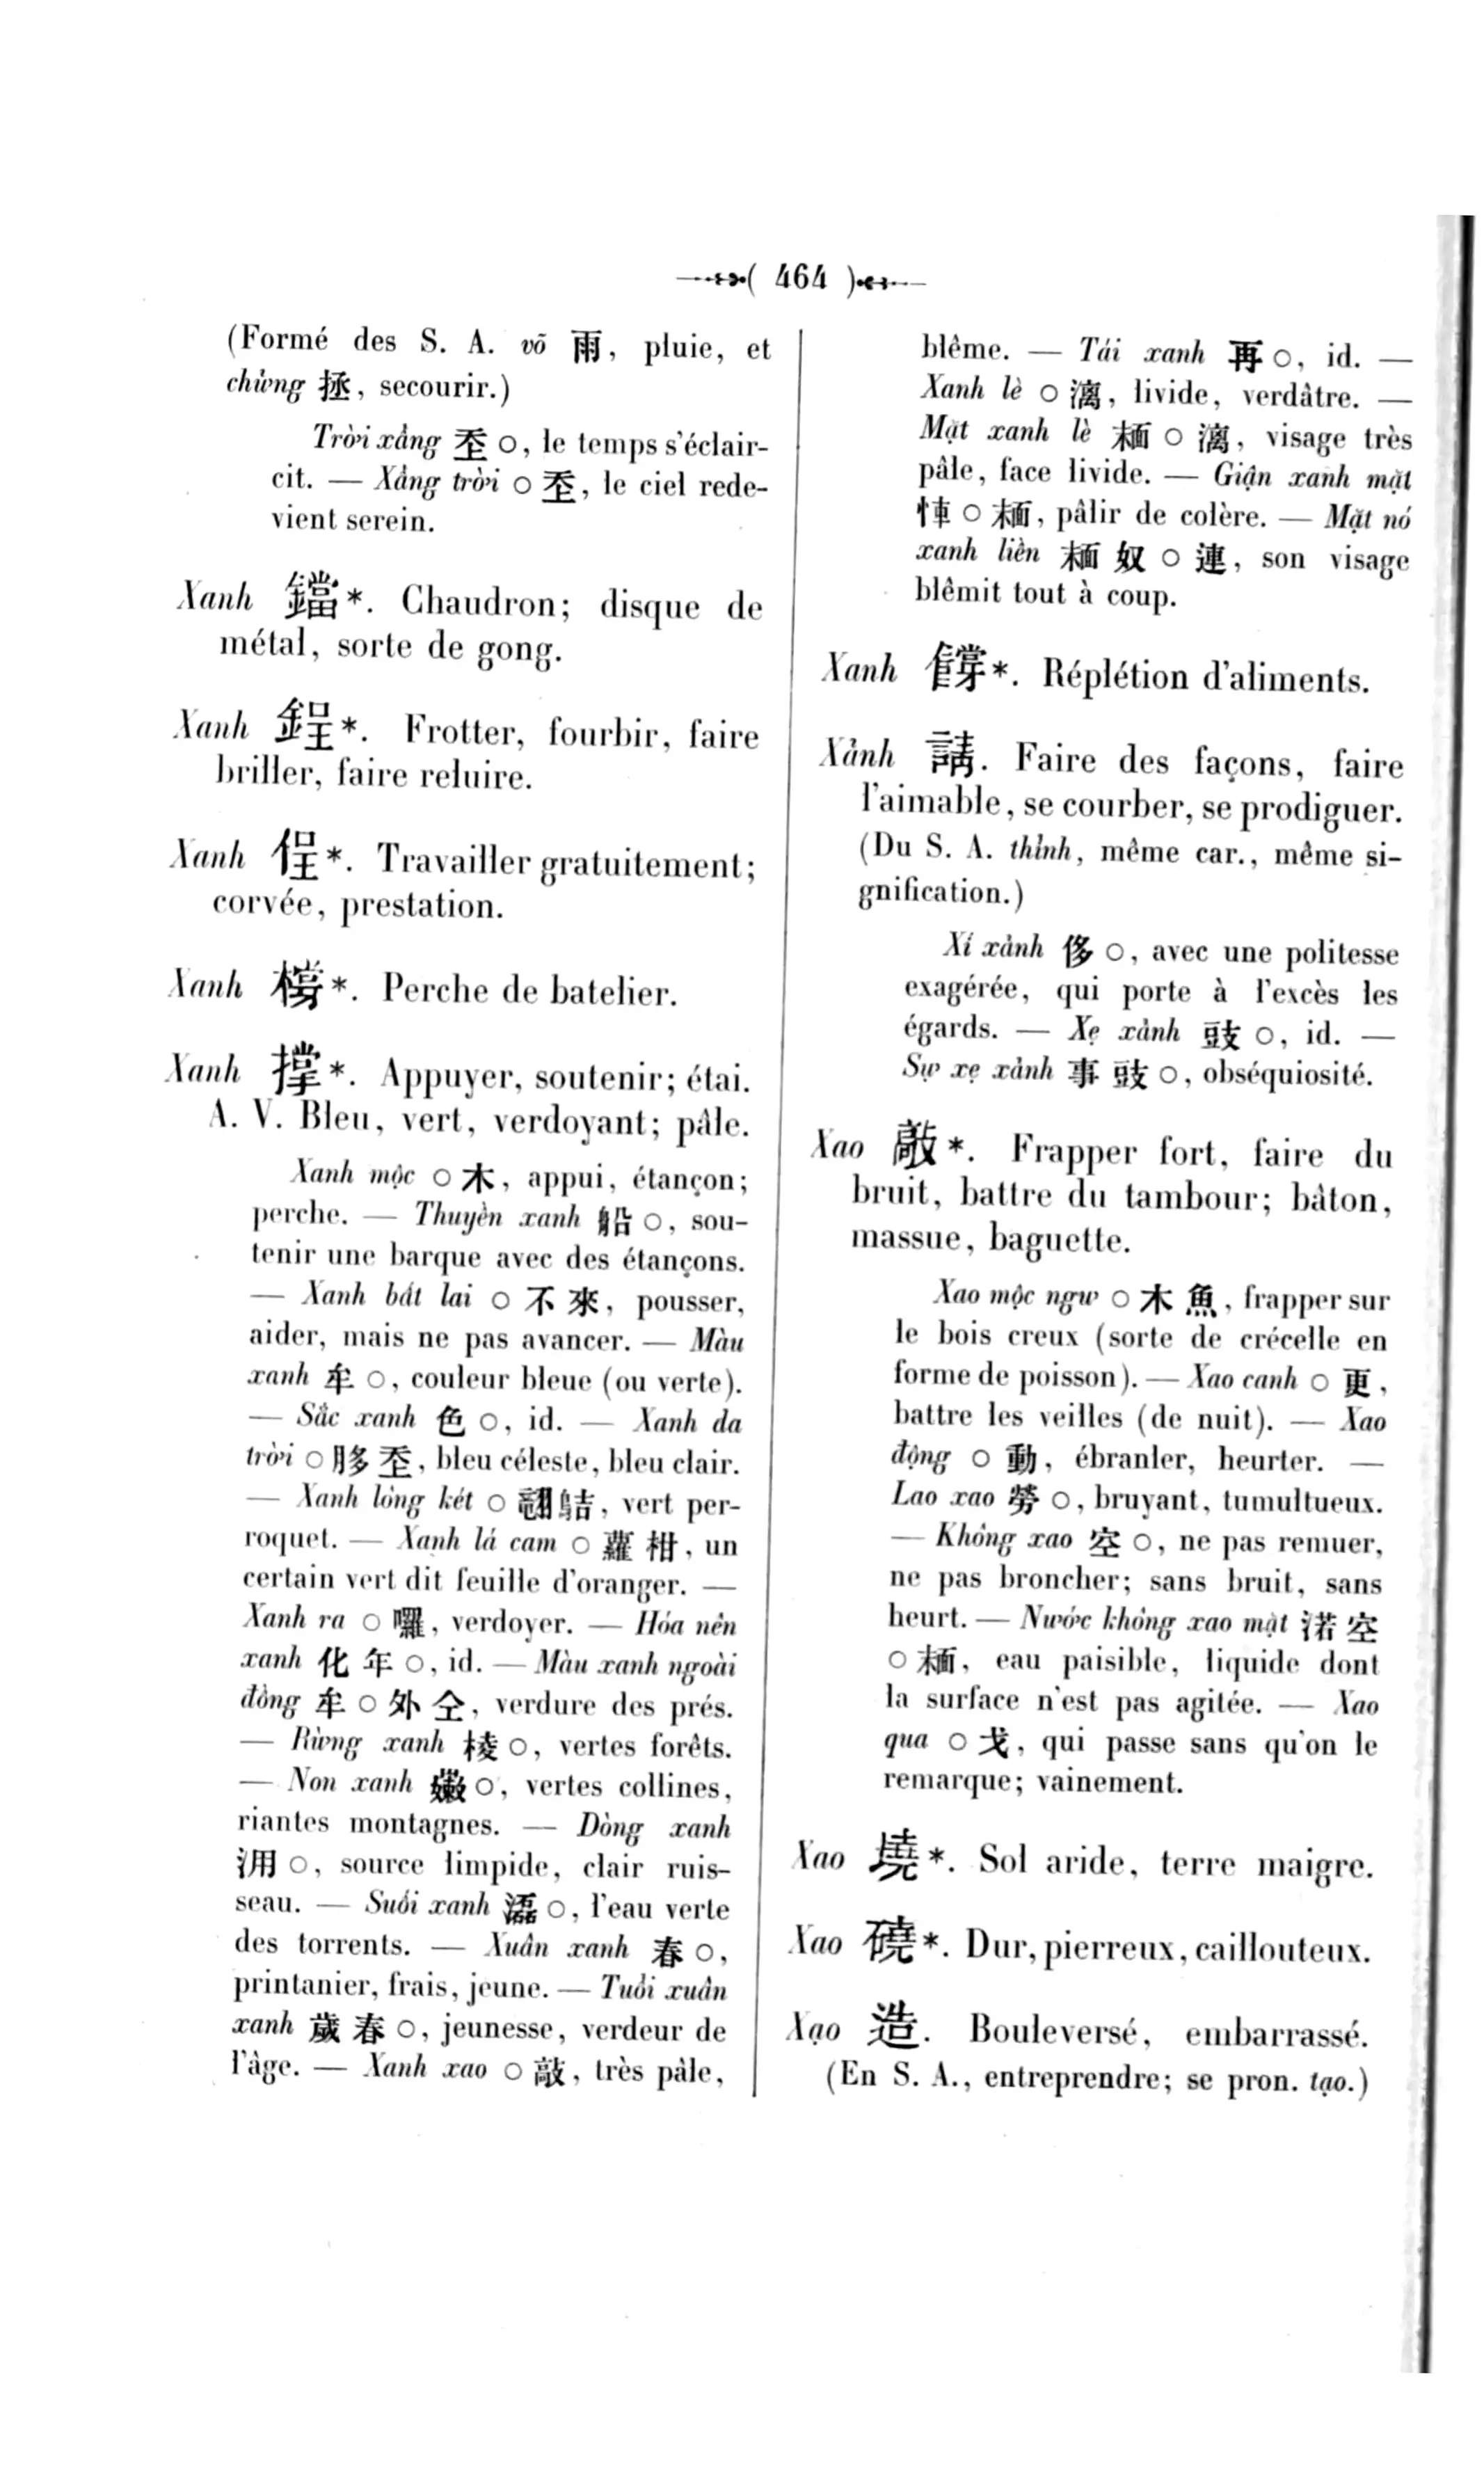 ( 464 )
(Formé des S. A. võ 雨, pluie, et
chửng 拯, secourir.)
Trời xẳng 𡗶 ○, le temps s'éclair-
cit. — Xẳng trời ○ 𡗶, le ciel rede-
vient serein.
Xanh 鐺*. Chaudron; disque de
métal, sorte de gong.
Xanh 鋥*. Frotter, fourbir, faire
briller, faire reluire.
Xanh 侱*. Travailler gratuitement;
corvée, prestation.
Xanh 榜*. Perche de batelier.
Xanh 撑*. Appuyer, soutenir; étai.
A. V. Bleu, vert, verdoyant; pâle.
Xanh mộc ○ 木, appui, étançon;
perche. — Thuyền xanh 船 ○, sou-
tenir une barque avec des étançons.
— Xanh bất lai ○ 不 來, pousser,
aider, mais ne pas avancer. — Màu
xanh 牟 ○, couleur bleue (ou verte).
— Sắc xanh 色 ○, id. — Xanh da
trời ○ 𡗶, bleu céleste, bleu clair.
— Xanh lông két ○, vert per-
roquet. — Xanh lá cam ○ 蘿 柑, un
certain vert dit feuille d'oranger. —
Xanh ra ○ 囉, verdoyer. — Hóa nên
xanh 化 年 ○, id. — Màu xanh ngoài
đồng 牟 ○ 外 仝, verdure des prés.
— Rừng xanh 棱 ○, vertes forêts.
— Non xanh ○, vertes collines,
riantes montagnes. — Dòng xanh
㴄 ○, source limpide, clair ruis-
seau. — Suối xanh ○, l'eau verte
des torrents. — Xuân xanh 春 ○,
printanier, frais, jeune. — Tuổi xuân
xanh 歲 春 ○, jeunesse, verdeur de
l'âge. — Xanh xao ○ 敲, très pâle,
blême. — Tái xanh 再 ○, id. —
Xanh lè ○ 漓, livide, verdâtre. —
Mặt xanh lè 𩈘 ○ 漓, visage très
pâle, face livide. — Giận xanh mặt
○ 𩈘, pâlir de colère. — Mặt nó
xanh liền 𩈘 奴 ○ 連, son visage
blêmit tout à coup.
Xanh *. Réplétion d'aliments.
Xảnh 請. Faire des façons, faire
l'aimable, se courber, se prodiguer.
(Du S. A. thỉnh, même car., même si-
gnification.)
Xí xảnh 侈 ○, avec une politesse
exagérée, qui porte à l'excès les
égards. — Xẹ xảnh 豉 ○, id. —
Sự xẹ xảnh 事 豉 ○, obséquiosité.
Xao 敲*. Frapper fort, faire du
bruit, battre du tambour; bâton,
massue, baguette.
Xao mộc ngư ○ 木 魚, frapper sur
le bois creux (sorte de crécelle en
forme de poisson). — Xao canh ○ 更,
battre les veilles (de nuit). — Xao
động ○ 動, ébranler, heurter. —
Lao xao 勞 ○, bruyant, tumultueux.
— Không xao 空 ○, ne pas remuer,
ne pas broncher; sans bruit, sans
heurt. — Nước không xao mặt 渃 空
○ 𩈘, eau paisible, liquide dont
la surface n'est pas agitée. — Xao
qua ○ 戈, qui passe sans qu'on le
remarque; vainement.
Xao 墝*. Sol aride, terre maigre.
Xao 磽*. Dur, pierreux, caillouteux.
Xạo 造. Bouleversé, embarrassé.
(En S. A., entreprendre; se pron. tạo.)